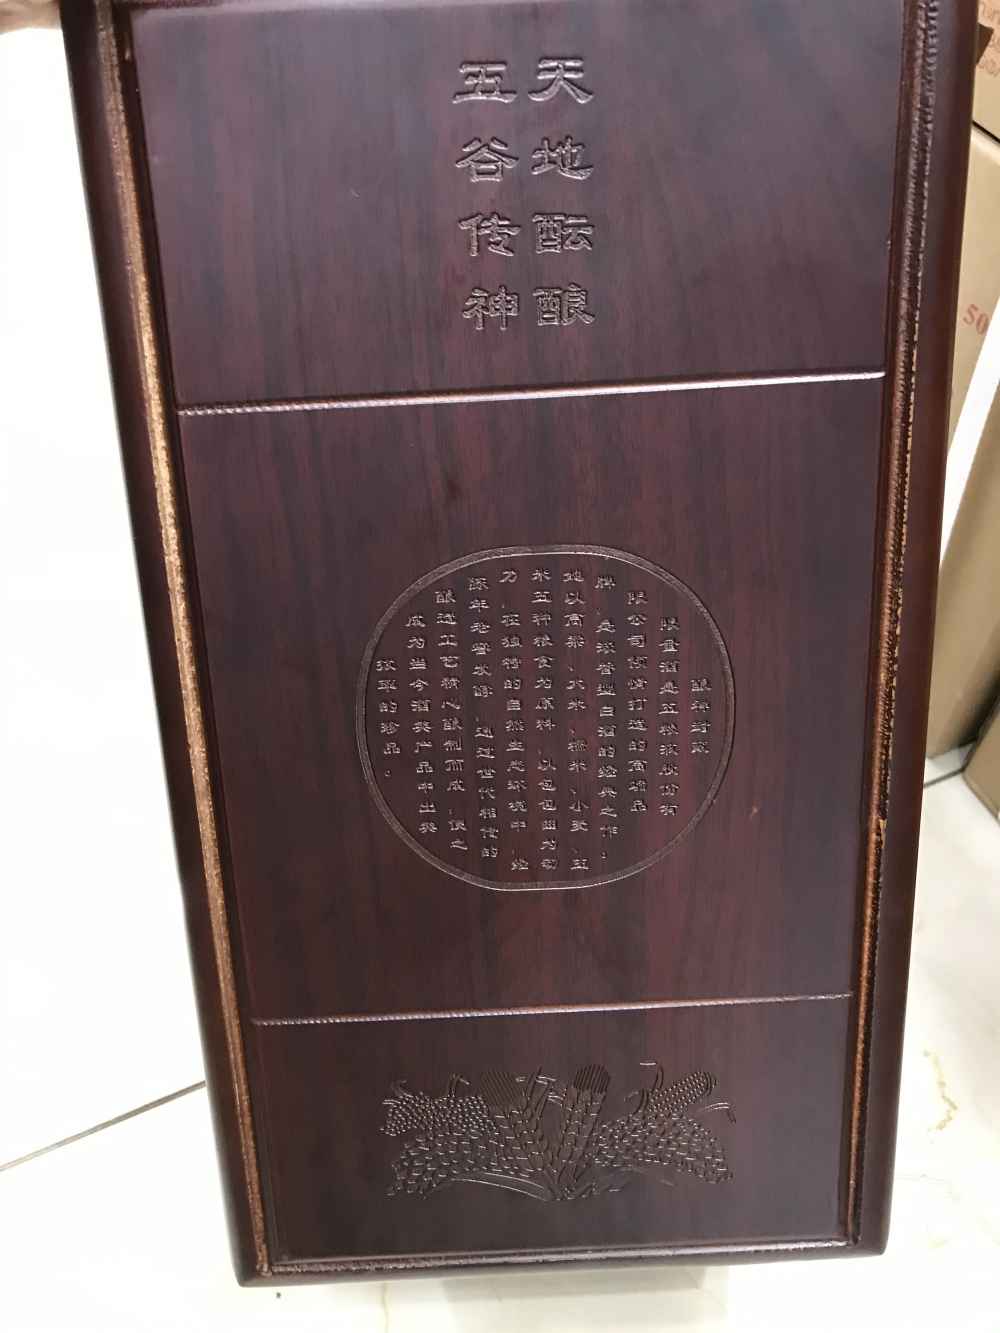 天地酝酿
五谷传神
酿神封藏
限量酒是五粮液股份有
限公司倾情打造的高端品
牌，是浓香型白酒的经典之作。
她以高粱、大米、糯米、小麦、玉
米五种粮食为原料，以包包曲为动
力，在独特的自然生态环境中，经
陈年老窖发酵，通过世代相传的
酿造工艺精心酿制而成，使之
成为当今酒类产品中出类
拔萃的珍品。
50